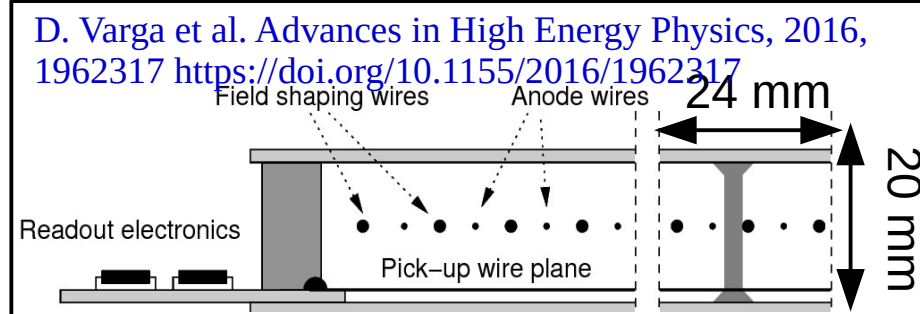 D. Varga et al. Advances in High Energy Physics, 2016,
1962317 https://doi.org/10.1155/2016/1962317
Field shaping wires
Anode wires
24 mm
20 mm
Readout electronics
Pick-up wire plane